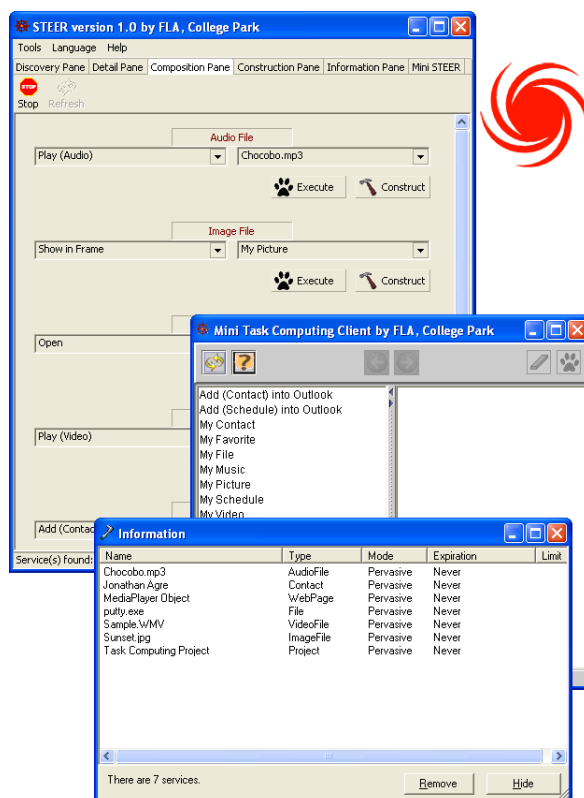 STEER version 1.0 by FLA, College Park
Tools Language Help
Discovery Pane Detail Pane Composition Pane Construction Pane Information Pane Mini STEER
STOP
Stop Refresh
Audio File
Play (Audio) Chocobo.mp3
Execute Construct
Image File
Show in Frame My Picture
Execute Construct
Open
Play (Video)
Add (Contac
Service(s) found:
Mini Task Computing Client by FLA, College Park
Add (Contact) into Outlook
Add (Schedule) into Outlook
My Contact
My Favorite
My File
My Music
My Picture
My Schedule
My Video
Information
Name Type Mode Expiration Limit
Chocobo.mp3 AudioFile Pervasive Never
Jonathan Agre Contact Pervasive Never
MediaPlayer Object WebPage Pervasive Never
putty.exe File Pervasive Never
Sample.WMV VideoFile Pervasive Never
Sunset.jpg ImageFile Pervasive Never
Task Computing Project Project Pervasive Never
There are 7 services.
Remove Hide